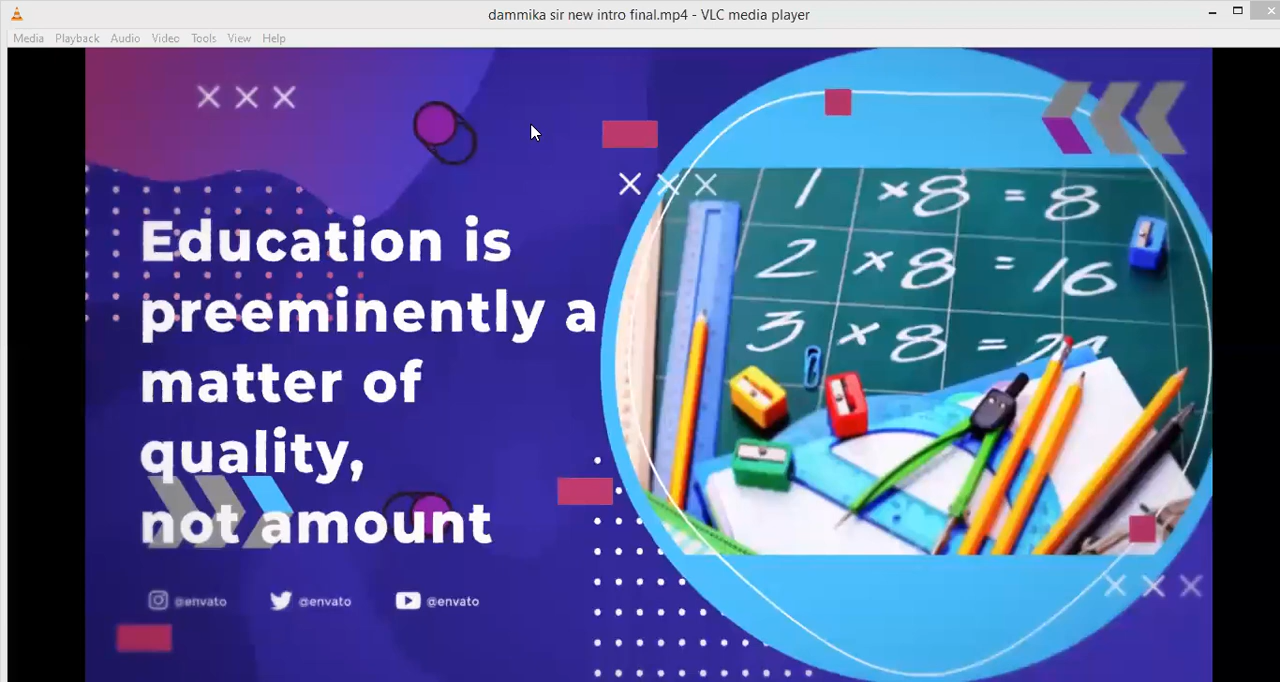 dammika sir new intro final.mp4 - VLC media player
Media Playback Audio Video Tools View Help
Education is
preeminently a
matter of
quality,
not amount
@envato @envato @envato
1 × 8 = 8
2 × 8 = 16
3 × 8 =